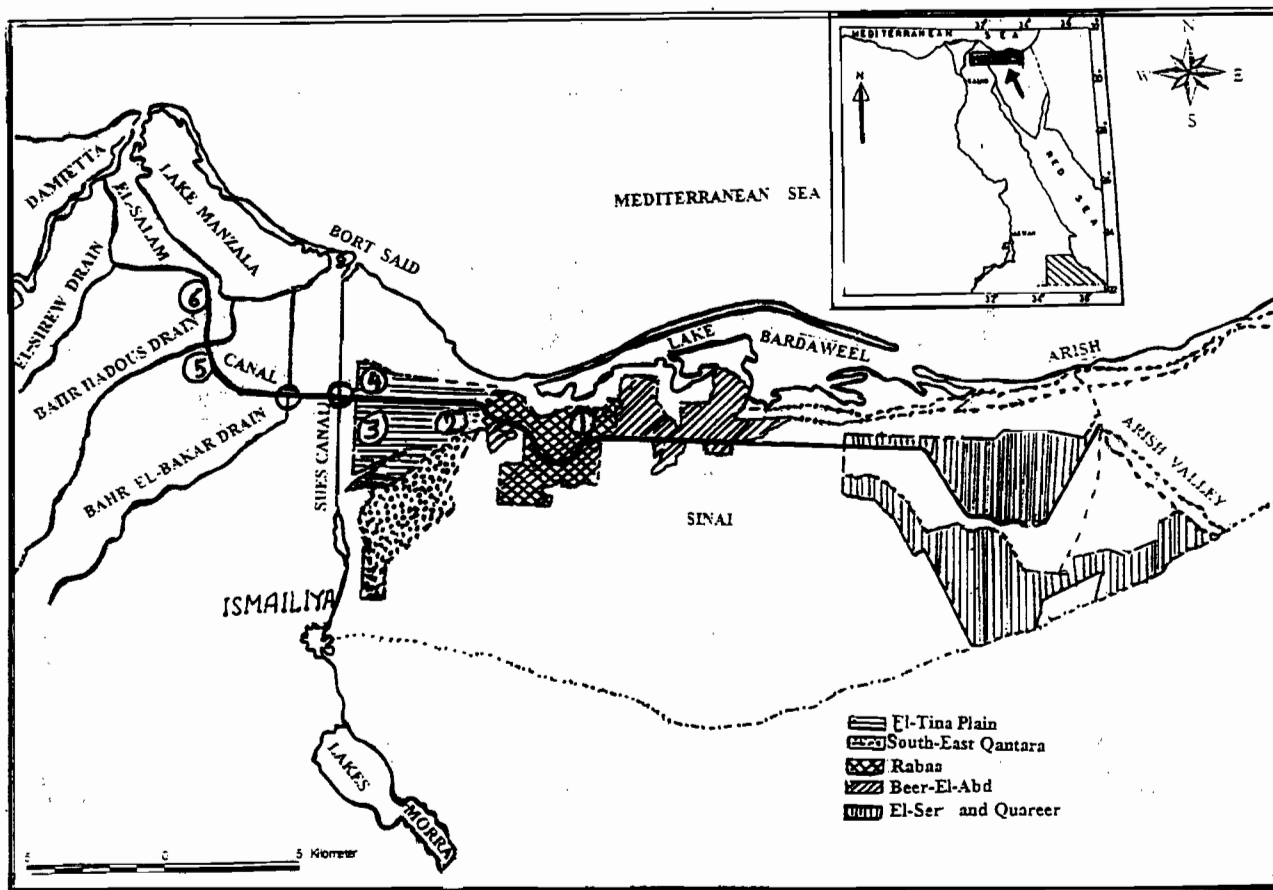 MEDITERRANEAN SEA
RED SEA
N
N
W E
S
MEDITERRANEAN SEA
DAMIETTA
EL-SALAM
LAKE MANZALA
BORT SAID
EL-SIREW DRAIN
6
BAHR HADOUS DRAIN
5
CANAL
BAHR EL-BAKAR DRAIN
SUES CANAL
4
3
2
1
LAKE BARDAWEEL
ARISH
ARISH VALLEY
SINAI
ISMAILIYA
LAKES
MORRA
El-Tina Plain
South-East Qantara
Rabaa
Beer-El-Abd
El-Ser and Quareer
5 0 5 Kilometer